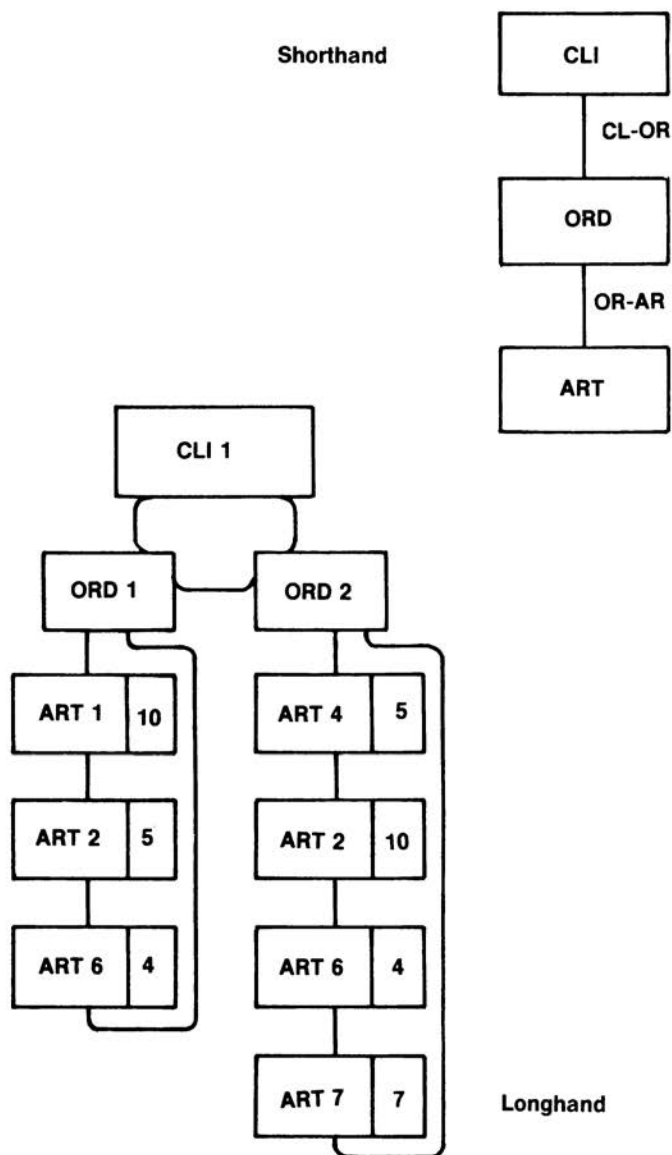 Shorthand
CLI
CL-OR
ORD
OR-AR
ART
CLI 1
ORD 1
ORD 2
ART 1 10
ART 4 5
ART 2 5
ART 2 10
ART 6 4
ART 6 4
ART 7 7
Longhand